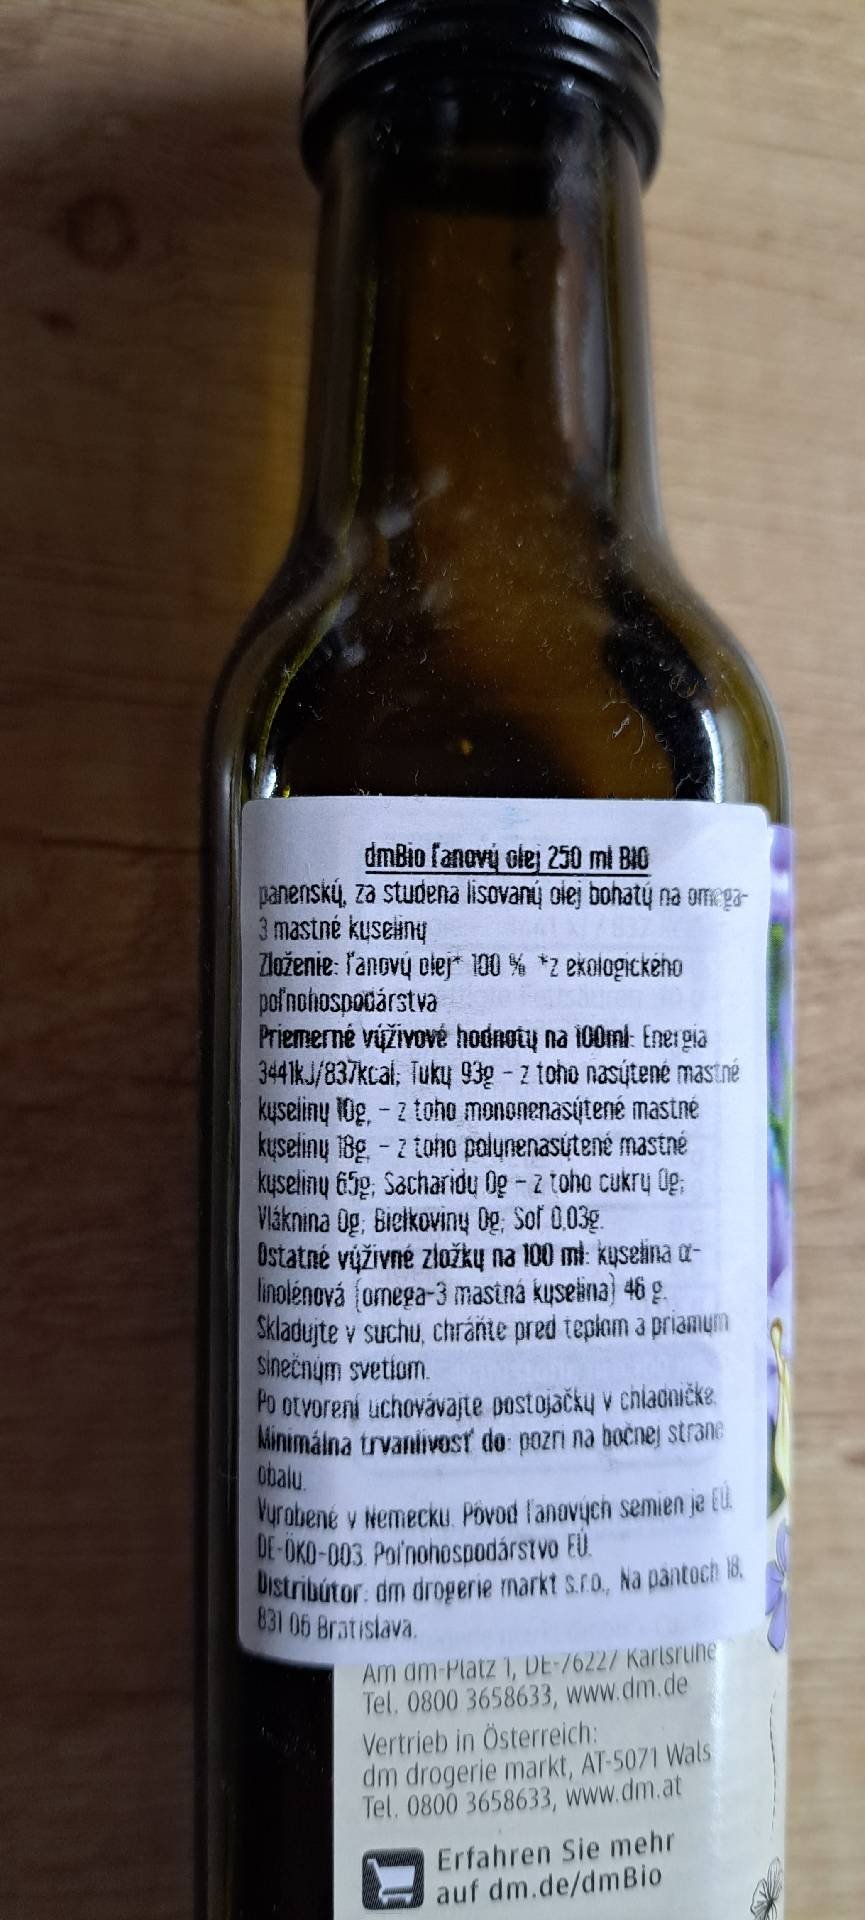 dmBio ľanový olej 250 ml BIO
panenský, za studena lisovaný olej bohatý na omega-
3 mastné kyseliny
Zloženie: ľanový olej* 100 % *z ekologického
poľnohospodárstva
Priemerné výživové hodnoty na 100ml: Energia
3441kJ/837kcal; Tuky 93g - z toho nasýtené mastné
kyseliny 10g, - z toho mononenasýtené mastné
kyseliny 18g, - z toho polynenasýtené mastné
kyseliny 65g; Sacharidy 0g - z toho cukry 0g;
Vláknina 0g; Bielkoviny 0g; Soľ 0,03g.
Ostatné výživné zložky na 100 ml: kyselina α-
linolénová (omega-3 mastná kyselina) 46 g.
Skladujte v suchu, chráňte pred teplom a priamym
slnečným svetlom.
Po otvorení uchovávajte postojačky v chladničke.
Minimálna trvanlivosť do: pozri na bočnej strane
obalu.
Vyrobené v Nemecku. Pôvod ľanových semien je EÚ.
DE-ÖKO-003. Poľnohospodárstvo EÚ.
Distribútor: dm drogerie markt s.r.o., Na pántoch 18,
831 06 Bratislava.
Am dm-Platz 1, DE-76227 Karlsruhe
Tel. 0800 3658633, www.dm.de
Vertrieb in Österreich:
dm drogerie markt, AT-5071 Wals
Tel. 0800 3658633, www.dm.at
Erfahren Sie mehr
auf dm.de/dmBio